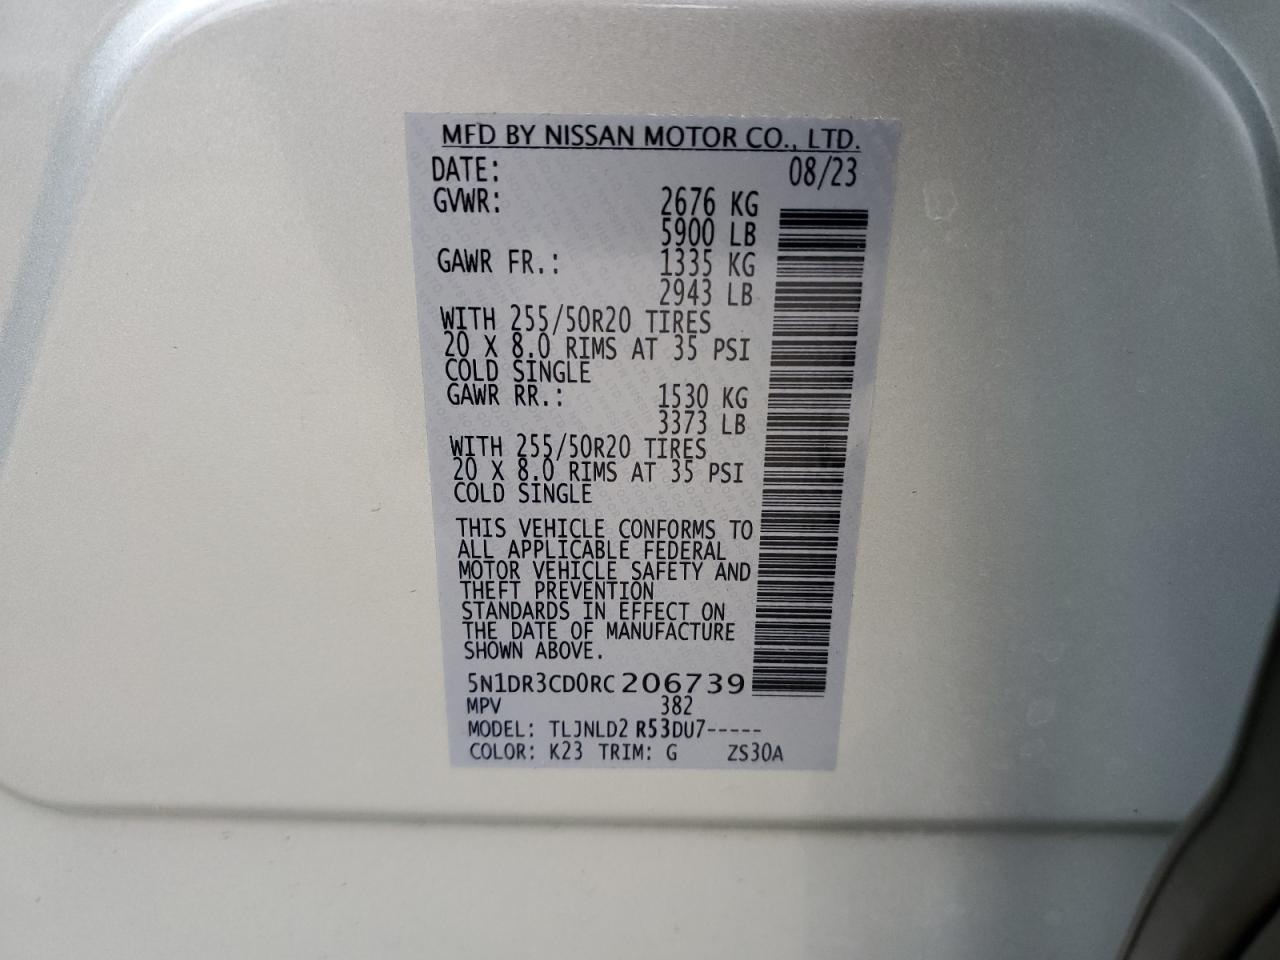 MFD BY NISSAN MOTOR CO., LTD.
DATE: 08/23
GVWR: 2676 KG
5900 LB
GAWR FR.: 1335 KG
2943 LB
WITH 255/50R20 TIRES
20 X 8.0 RIMS AT 35 PSI
COLD SINGLE
GAWR RR.: 1530 KG
3373 LB
WITH 255/50R20 TIRES
20 X 8.0 RIMS AT 35 PSI
COLD SINGLE
THIS VEHICLE CONFORMS TO
ALL APPLICABLE FEDERAL
MOTOR VEHICLE SAFETY AND
THEFT PREVENTION
STANDARDS IN EFFECT ON
THE DATE OF MANUFACTURE
SHOWN ABOVE.
5N1DR3CD0RC206739
MPV 382
MODEL: TLJNLD2 R53DU7-----
COLOR: K23 TRIM: G ZS30A